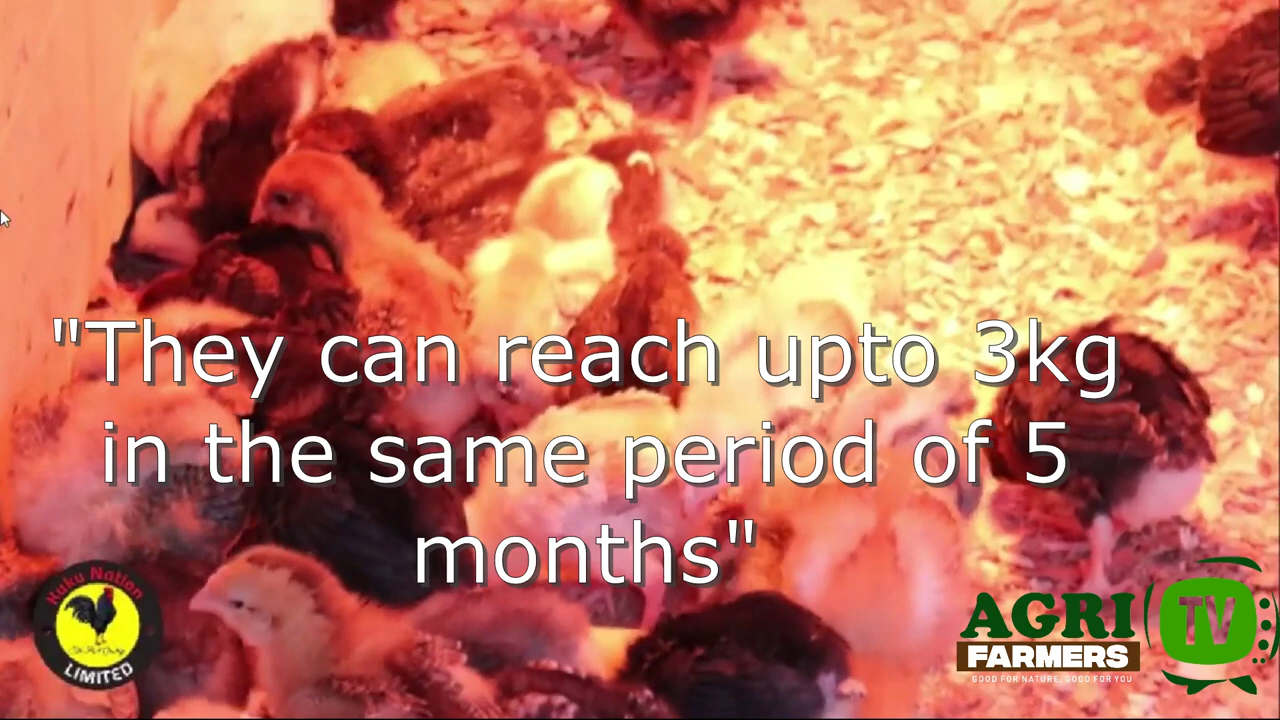 "They can reach upto 3kg
in the same period of 5
months"
Kuku Nation
LIMITED
AGRI
TV
FARMERS
GOOD FOR NATURE, GOOD FOR YOU